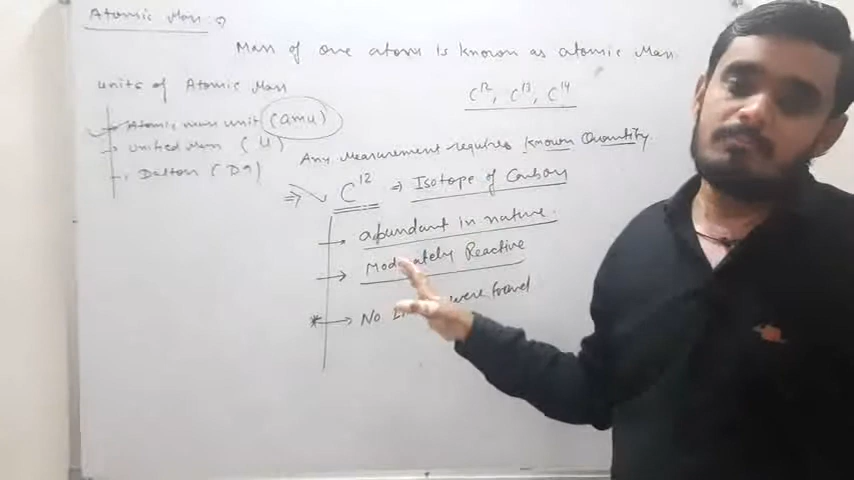 Atomic Mass ⇒
Mass of one atom is known as atomic Mass.
units of Atomic Mass
C¹², C¹³, C¹⁴
Atomic mass unit (amu)
→ Unified Mass (U)
Any Measurement requires known Quantity.
→ Dalton (Da)
⇒ C¹² ⇒ Isotope of Carbon
→ abundant in nature.
→ Moderately Reactive
* → No were found